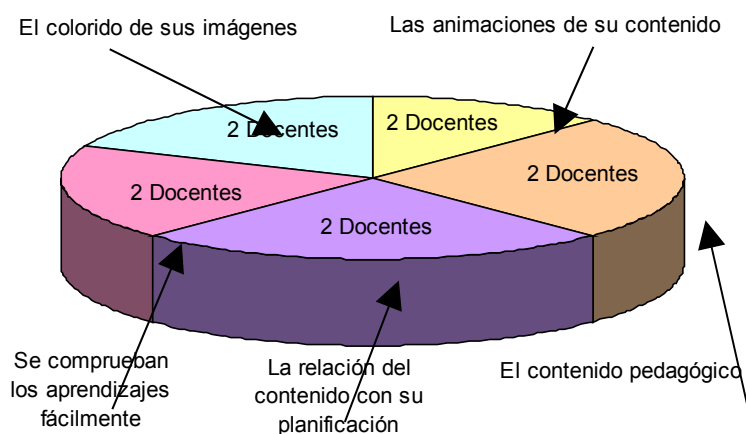 El colorido de sus imágenes
Las animaciones de su contenido
2 Docentes
2 Docentes
2 Docentes
2 Docentes
2 Docentes
Se comprueban
los aprendizajes
fácilmente
La relación del
contenido con su
planificación
El contenido pedagógico